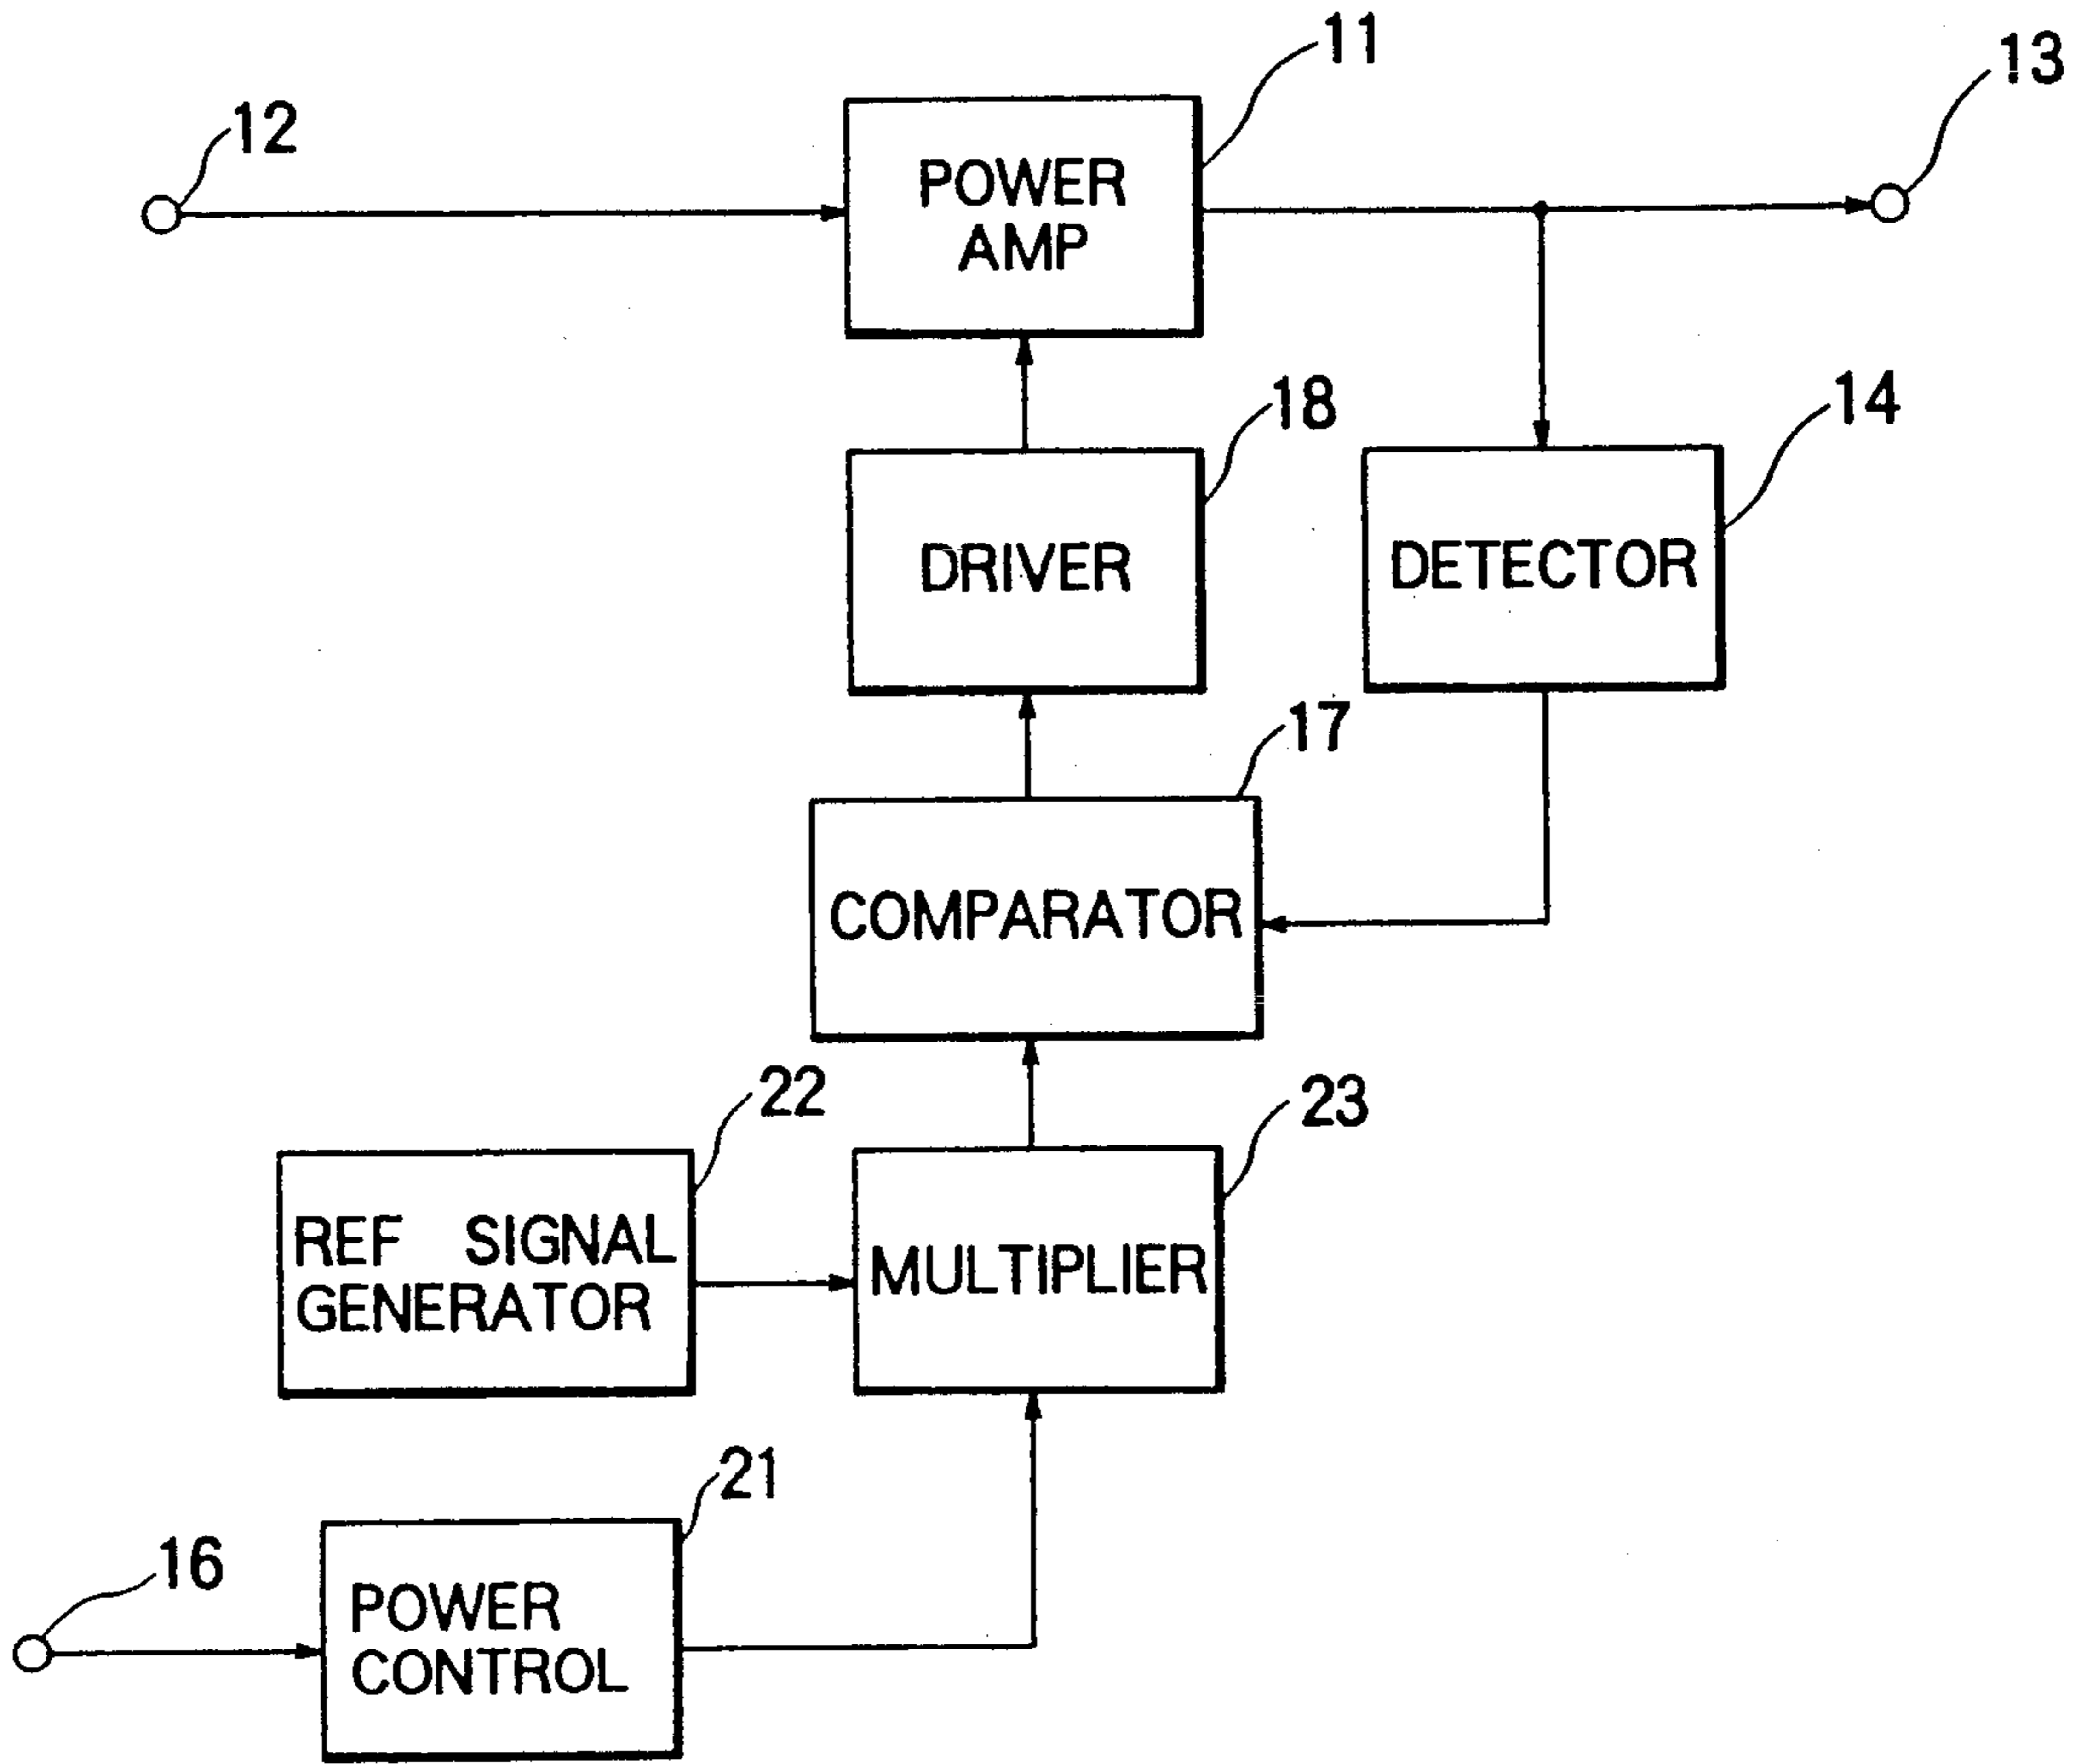 11
13
12
POWER
AMP
18
14
DRIVER
DETECTOR
17
COMPARATOR
22
23
REF SIGNAL
GENERATOR
MULTIPLIER
21
16
POWER
CONTROL